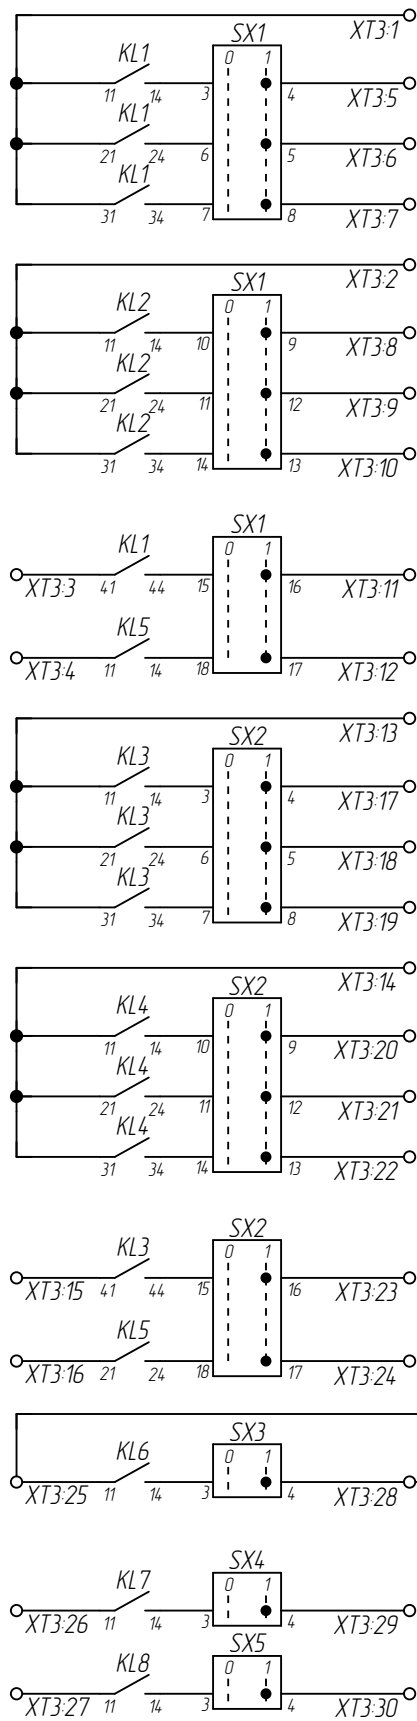 XT3:1
SX1
KL1 0 1
11 14 3 4 XT3:5
KL1
21 24 6 5 XT3:6
KL1
31 34 7 8 XT3:7
XT3:2
SX1
KL2 0 1
11 14 10 9 XT3:8
KL2
21 24 11 12 XT3:9
KL2
31 34 14 13 XT3:10
SX1
KL1 0 1
XT3:3 41 44 15 16 XT3:11
KL5
XT3:4 11 14 18 17 XT3:12
XT3:13
SX2
KL3 0 1
11 14 3 4 XT3:17
KL3
21 24 6 5 XT3:18
KL3
31 34 7 8 XT3:19
XT3:14
SX2
KL4 0 1
11 14 10 9 XT3:20
KL4
21 24 11 12 XT3:21
KL4
31 34 14 13 XT3:22
SX2
KL3 0 1
XT3:15 41 44 15 16 XT3:23
KL5
XT3:16 21 24 18 17 XT3:24
SX3
KL6 0 1
XT3:25 11 14 3 4 XT3:28
SX4
KL7 0 1
XT3:26 11 14 3 4 XT3:29
SX5
KL8 0 1
XT3:27 11 14 3 4 XT3:30